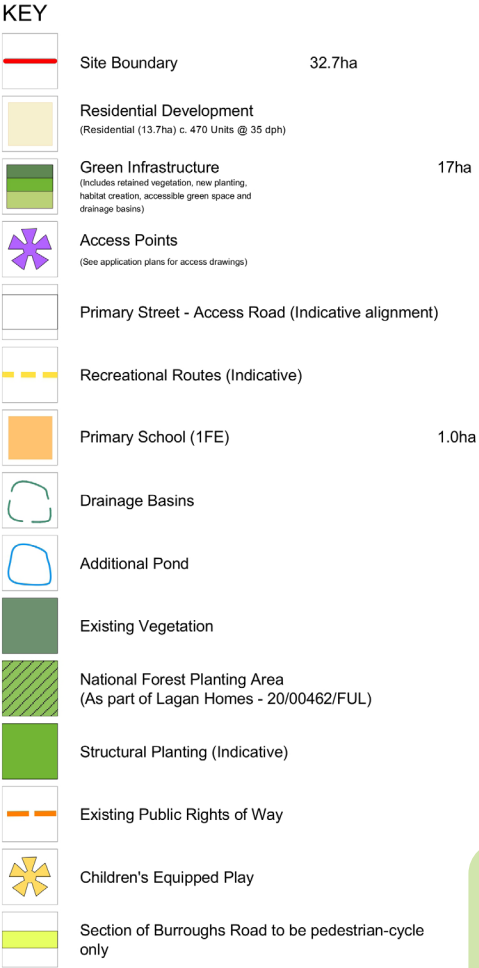 KEY
Site Boundary 32.7ha
Residential Development
(Residential (13.7ha) c. 470 Units @ 35 dph)
Green Infrastructure 17ha
(Includes retained vegetation, new planting,
habitat creation, accessible green space and
drainage basins)
Access Points
(See application plans for access drawings)
Primary Street - Access Road (Indicative alignment)
Recreational Routes (Indicative)
Primary School (1FE) 1.0ha
Drainage Basins
Additional Pond
Existing Vegetation
National Forest Planting Area
(As part of Lagan Homes - 20/00462/FUL)
Structural Planting (Indicative)
Existing Public Rights of Way
Children's Equipped Play
Section of Burroughs Road to be pedestrian-cycle
only